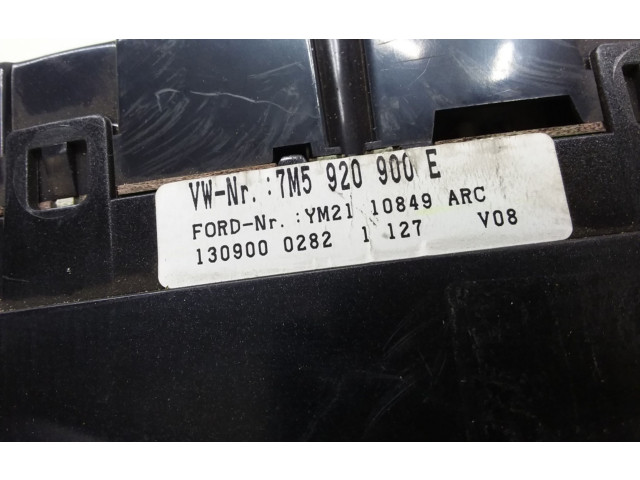 VW-Nr.:7M5 920 900 E
FORD-Nr.:YM21 10849 ARC
130900 0282 1 127 V08